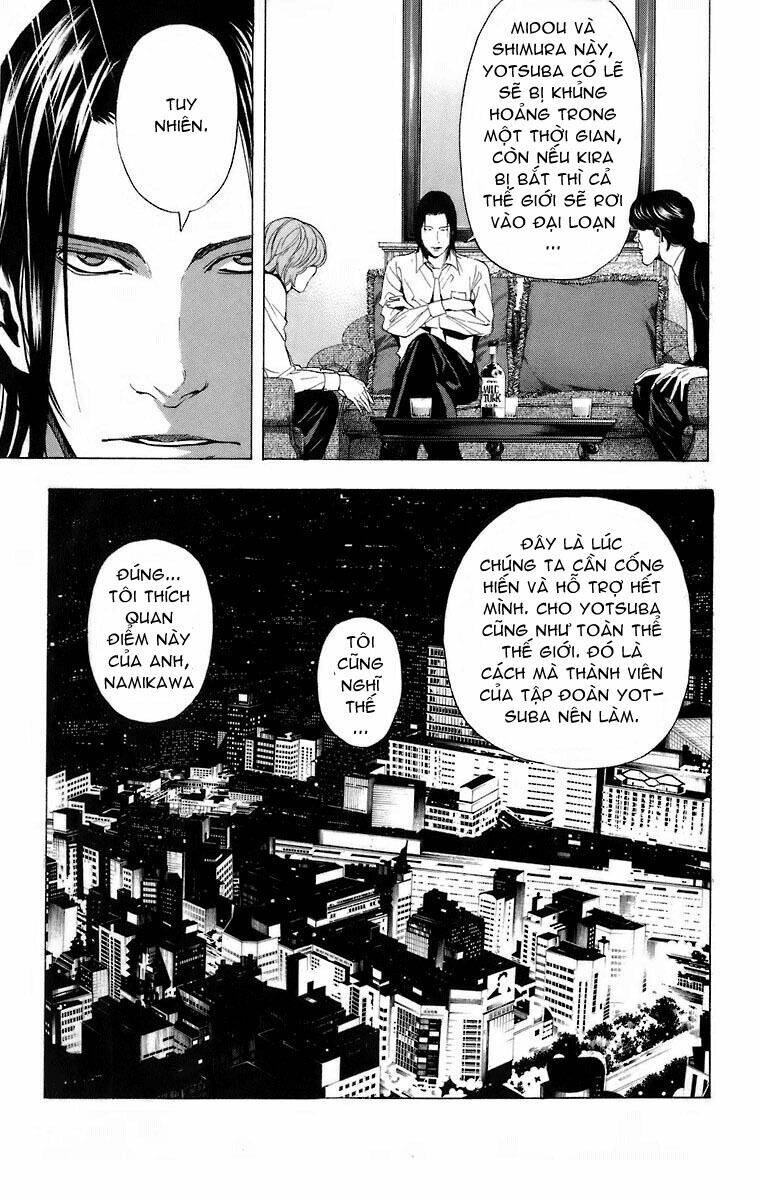 MIDOU VÀ
SHIMURA NÀY,
YOTSUBA CÓ LẼ
SẼ BỊ KHỦNG
HOẢNG TRONG
MỘT THỜI GIAN,
CÒN NẾU KIRA
BỊ BẮT THÌ CẢ
THẾ GIỚI SẼ RƠI
VÀO ĐẠI LOẠN
...
MILD
TURK
TUY
NHIÊN.
ĐÂY LÀ LÚC
CHÚNG TA CẦN CỐNG
HIẾN VÀ HỖ TRỢ HẾT
MÌNH. CHO YOTSUBA
CŨNG NHƯ TOÀN THỂ
THẾ GIỚI. ĐÓ LÀ
CÁCH MÀ THÀNH VIÊN
CỦA TẬP ĐOÀN YOT-
SUBA NÊN LÀM.
TÔI
CŨNG
NGHĨ
THẾ
...
ĐÚNG...
TÔI THÍCH
QUAN
ĐIỂM NÀY
CỦA ANH,
NAMIKAWA